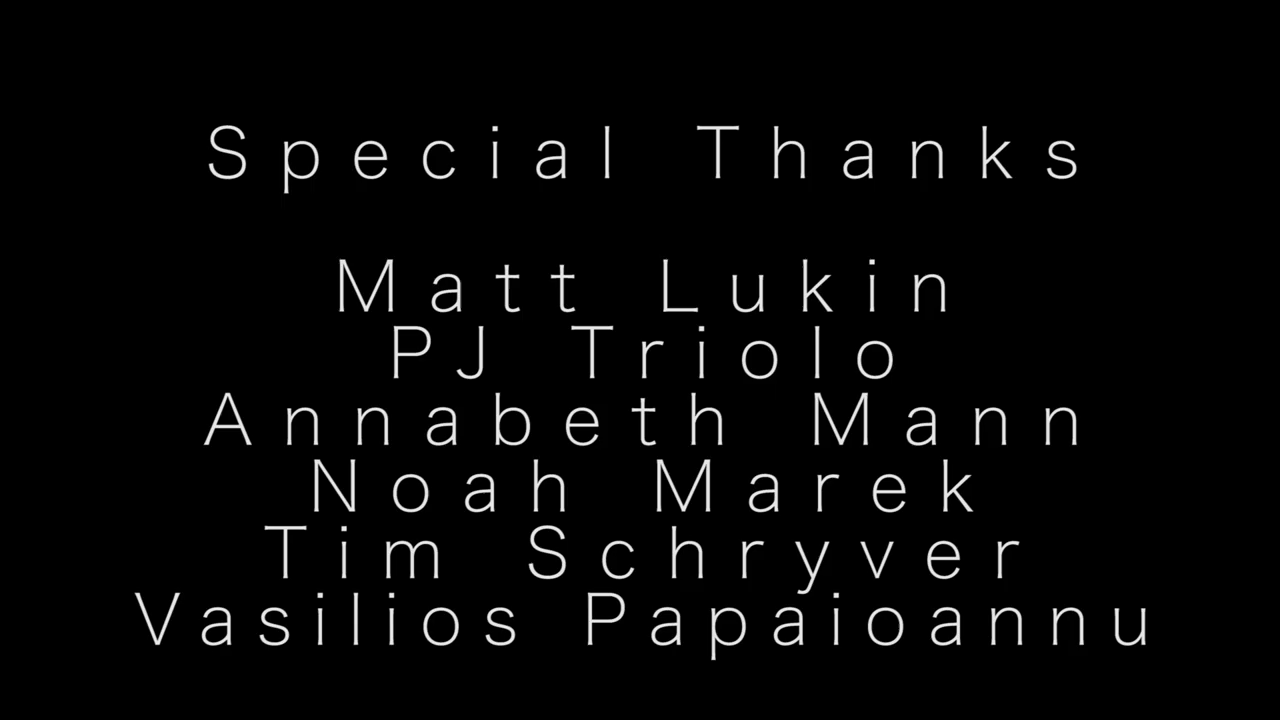 Special Thanks
Matt Lukin
PJ Triolo
Annabeth Mann
Noah Marek
Tim Schryver
Vasilios Papaioannu